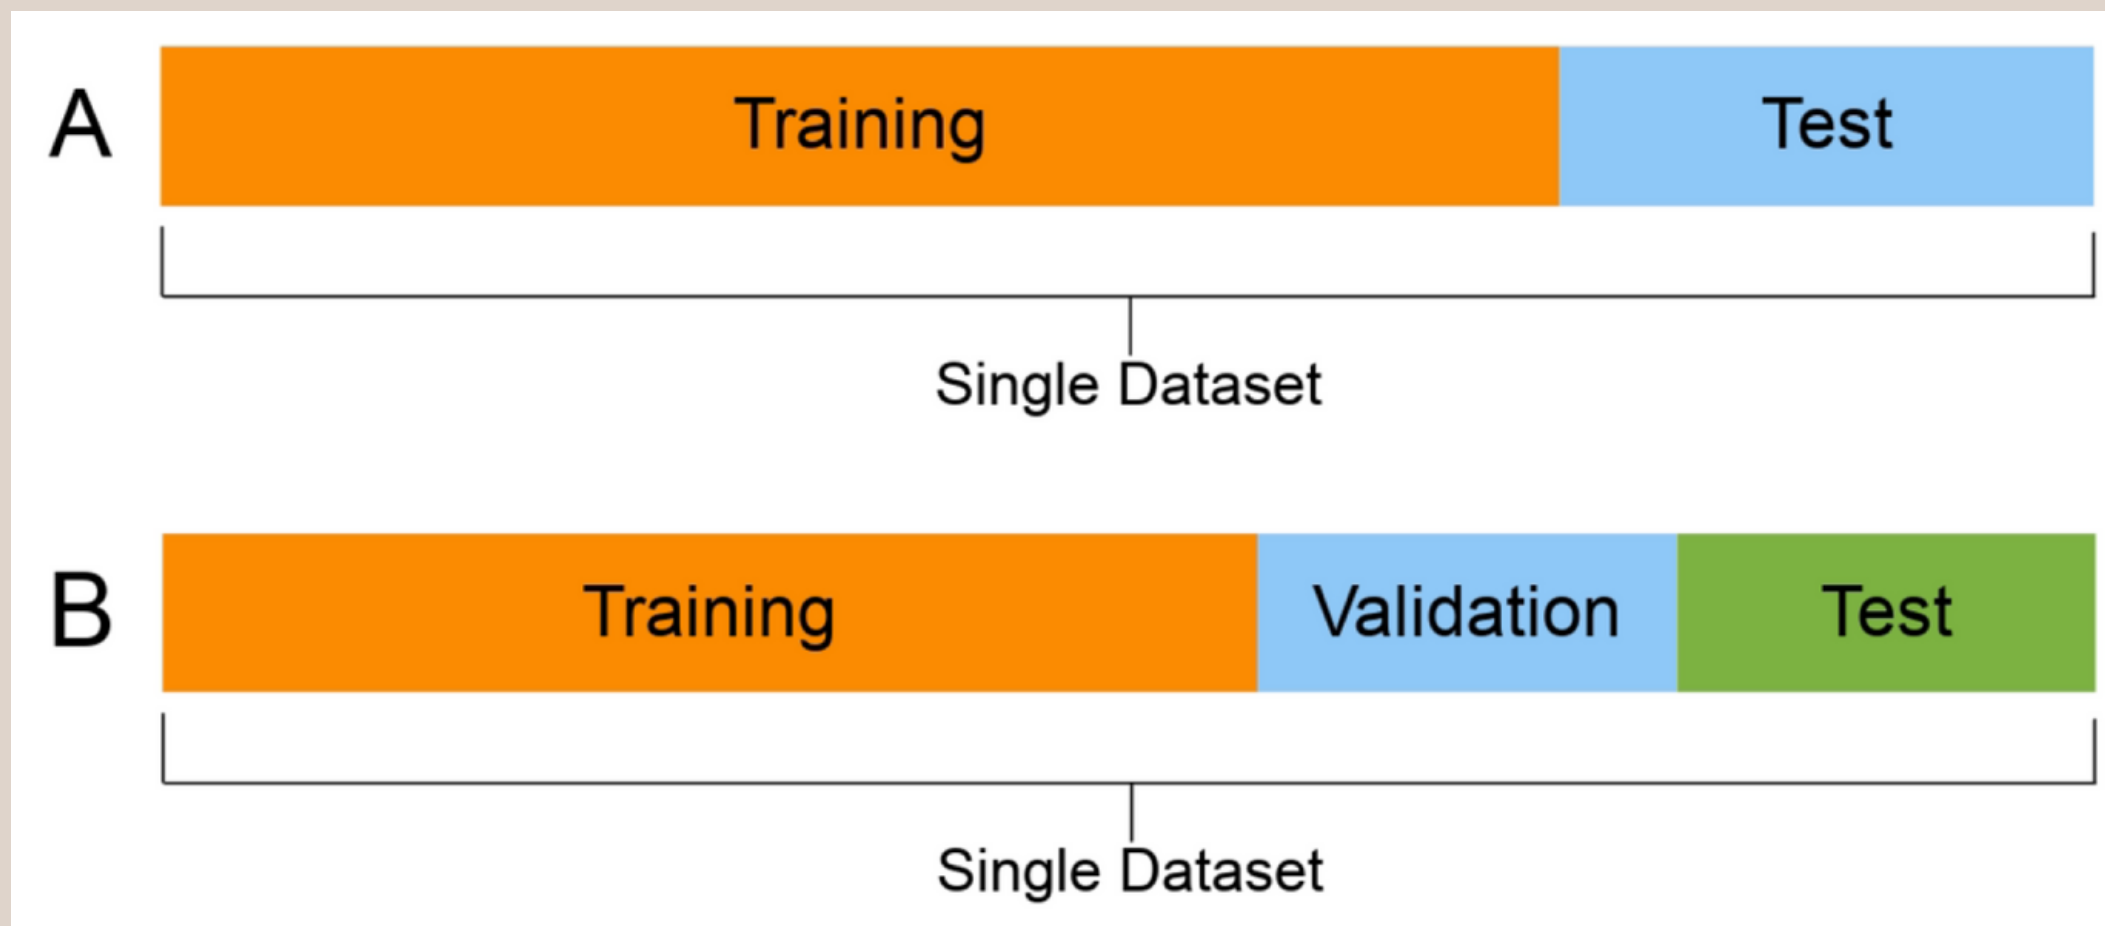 A
Training
Test
Single Dataset
B
Training
Validation
Test
Single Dataset